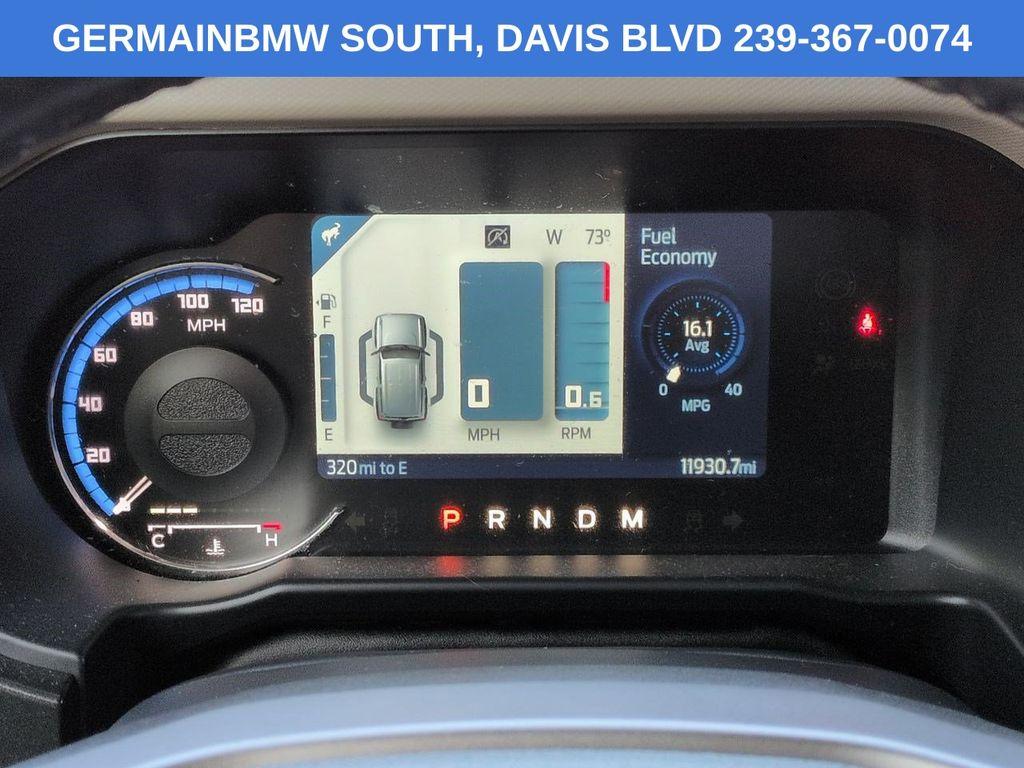 GERMAINBMW SOUTH, DAVIS BLVD 239-367-0074
W 73°
Fuel
Economy
120
100
80
MPH
60
40
20
F
E
16.1
Avg
0 40
MPG
0
0.6
MPH
RPM
320 mi to E
11930.7mi
P R N D M
C H